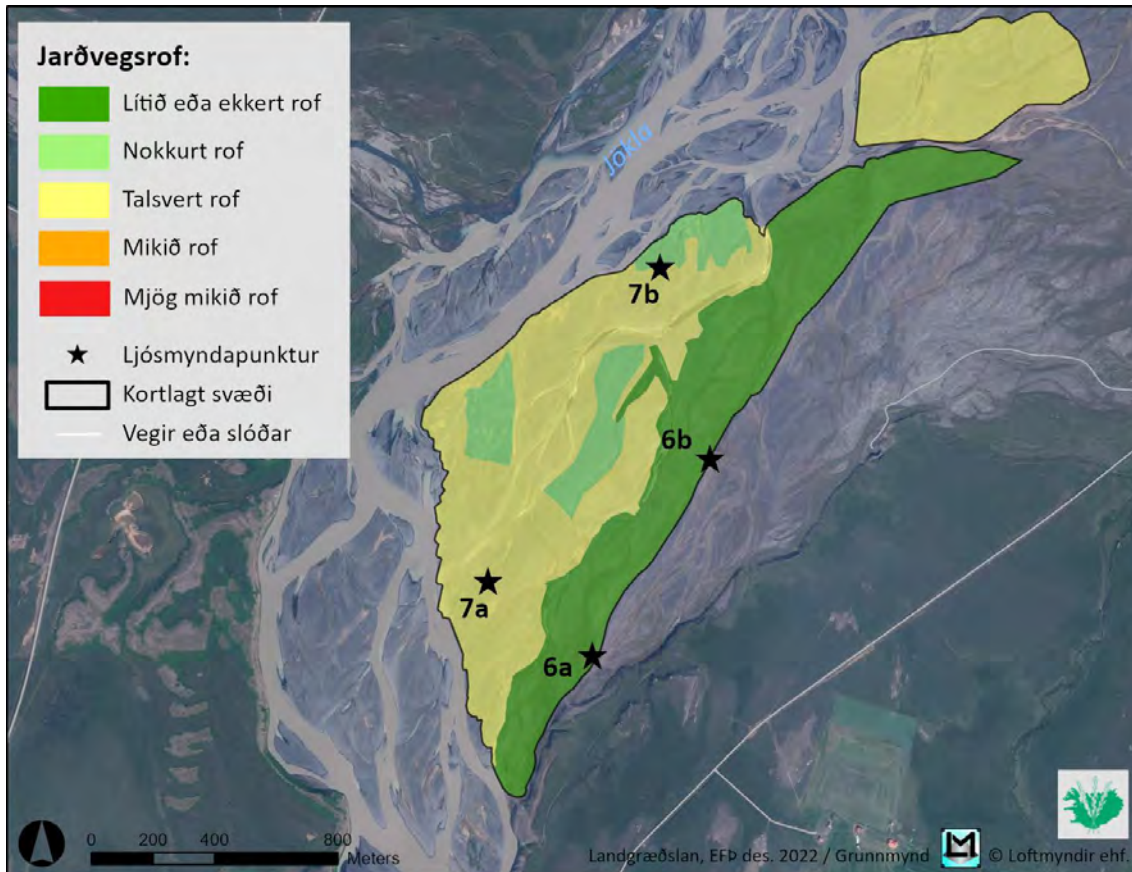 Jarðvegsrof:
Lítið eða ekkert rof
Nokkurt rof
Talsvert rof
Mikið rof
Mjög mikið rof
Ljósmyndapunktur
Kortlagt svæði
Vegir eða slóðar
Jökla
7b
6b
7a
6a
0 200 400 800
Meters
Landgræðslan, EFÞ des. 2022 / Grunnmynd LM © Loftmyndir ehf.